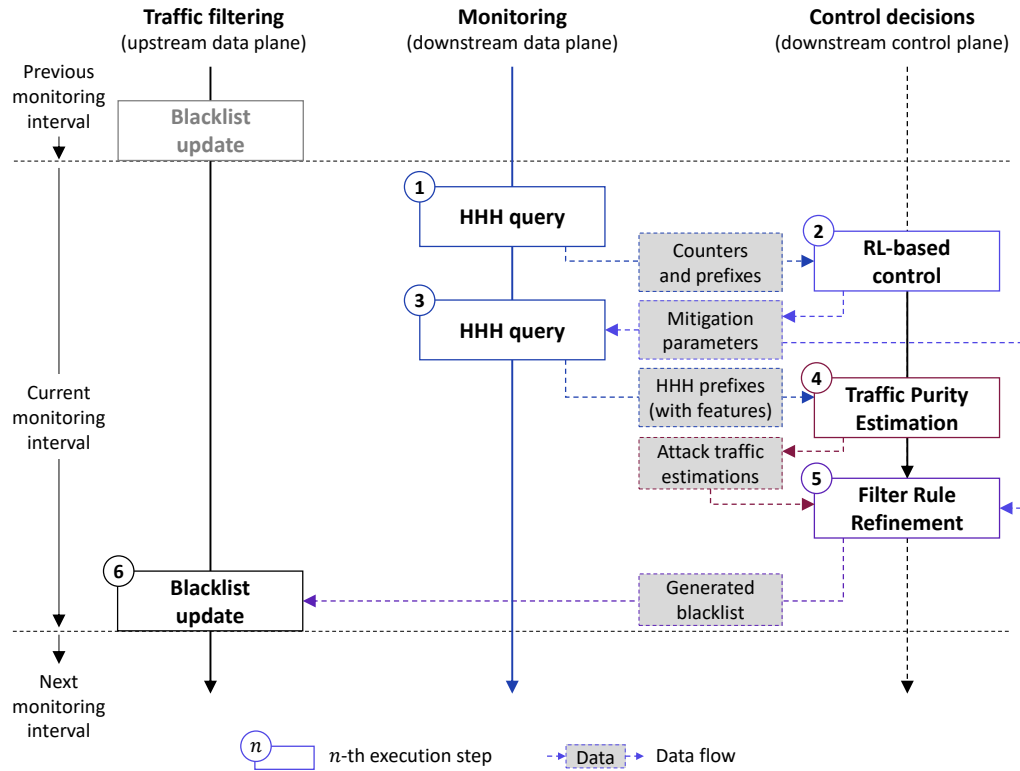 Traffic filtering
(upstream data plane)
Monitoring
(downstream data plane)
Control decisions
(downstream control plane)
Previous
monitoring
interval
Blacklist
update
1
HHH query
Counters
and prefixes
2
RL-based
control
3
HHH query
Mitigation
parameters
Current
monitoring
interval
HHH prefixes
(with features)
4
Traffic Purity
Estimation
Attack traffic
estimations
5
Filter Rule
Refinement
6
Blacklist
update
Generated
blacklist
Next
monitoring
interval
n
n-th execution step
Data
Data flow